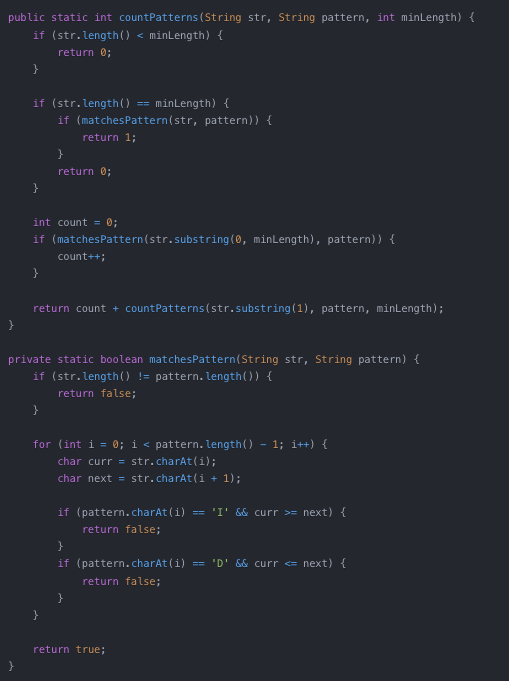 public static int countPatterns(String str, String pattern, int minLength) {
    if (str.length() < minLength) {
        return 0;
    }

    if (str.length() == minLength) {
        if (matchesPattern(str, pattern)) {
            return 1;
        }
        return 0;
    }

    int count = 0;
    if (matchesPattern(str.substring(0, minLength), pattern)) {
        count++;
    }

    return count + countPatterns(str.substring(1), pattern, minLength);
}

private static boolean matchesPattern(String str, String pattern) {
    if (str.length() != pattern.length()) {
        return false;
    }

    for (int i = 0; i < pattern.length() - 1; i++) {
        char curr = str.charAt(i);
        char next = str.charAt(i + 1);

        if (pattern.charAt(i) == 'I' && curr >= next) {
            return false;
        }
        if (pattern.charAt(i) == 'D' && curr <= next) {
            return false;
        }
    }

    return true;
}